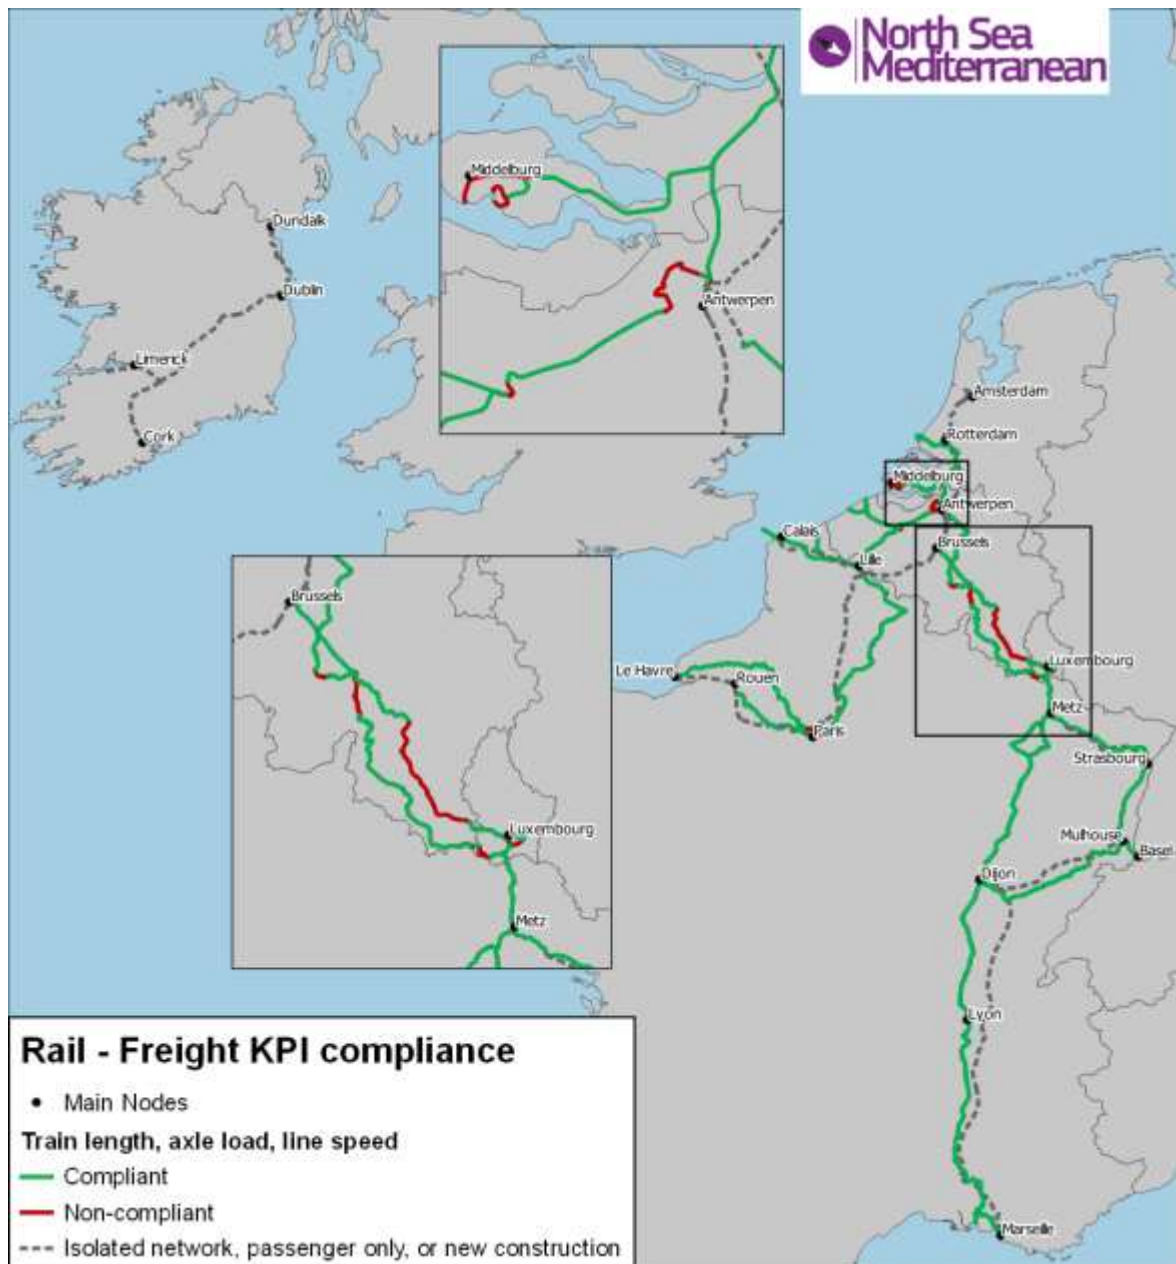 North Sea
Mediterranean
Middelburg
Antwerpen
Dundalk
Dublin
Limerick
Cork
Amsterdam
Rotterdam
Middelburg
Antwerpen
Calais
Brussels
Lille
Brussels
Luxembourg
Metz
Le Havre
Rouen
Paris
Luxembourg
Metz
Strasbourg
Mulhouse
Basel
Dijon
Lyon
Marseille
Rail - Freight KPI compliance
Main Nodes
Train length, axle load, line speed
Compliant
Non-compliant
Isolated network, passenger only, or new construction